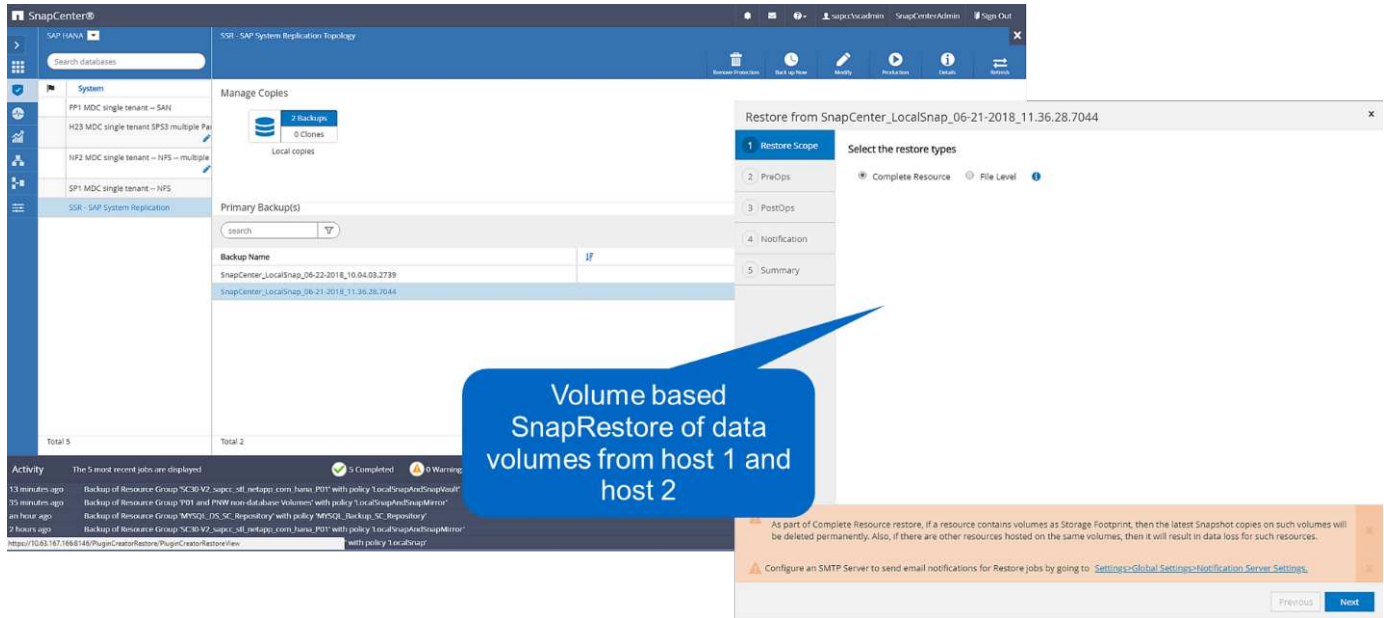 SnapCenter®
sapcc\scadmin SnapCenterAdmin Sign Out
SAP HANA
SSR - SAP System Replication Topology
Search databases
Remove Protection Back up Now Modify Production Details Refresh
System
FP1 MDC single tenant -- SAN
H23 MDC single tenant SPS3 multiple Par
NF2 MDC single tenant -- NFS -- multiple
SP1 MDC single tenant -- NFS
SSR - SAP System Replication
Total 5
Manage Copies
2 Backups
0 Clones
Local copies
Primary Backup(s)
search
Backup Name
SnapCenter_LocalSnap_06-22-2018_10.04.03.2739
SnapCenter_LocalSnap_06-21-2018_11.36.28.7044
Total 2
Activity The 5 most recent jobs are displayed 5 Completed 0 Warning
13 minutes ago Backup of Resource Group 'SC30-V2_sapcc_stl_netapp_com_hana_P01' with policy 'LocalSnapAndSnapVault'
35 minutes ago Backup of Resource Group 'P01 and PNW non-database Volumes' with policy 'LocalSnapAndSnapMirror'
an hour ago Backup of Resource Group 'MYSQL_DS_SC_Repository' with policy 'MYSQL_Backup_SC_Repository'
2 hours ago Backup of Resource Group 'SC30-V2_sapcc_stl_netapp_com_hana_P01' with policy 'LocalSnapAndSnapMirror'
https://10.63.167.166:8146/PluginCreatorRestore/PluginCreatorRestoreView with policy 'LocalSnap'
Restore from SnapCenter_LocalSnap_06-21-2018_11.36.28.7044 x
1 Restore Scope
2 PreOps
3 PostOps
4 Notification
5 Summary
Select the restore types
Complete Resource File Level
Volume based
SnapRestore of data
volumes from host 1 and
host 2
As part of Complete Resource restore, if a resource contains volumes as Storage Footprint, then the latest Snapshot copies on such volumes will
be deleted permanently. Also, if there are other resources hosted on the same volumes, then it will result in data loss for such resources.
Configure an SMTP Server to send email notifications for Restore jobs by going to Settings>Global Settings>Notification Server Settings.
Previous Next